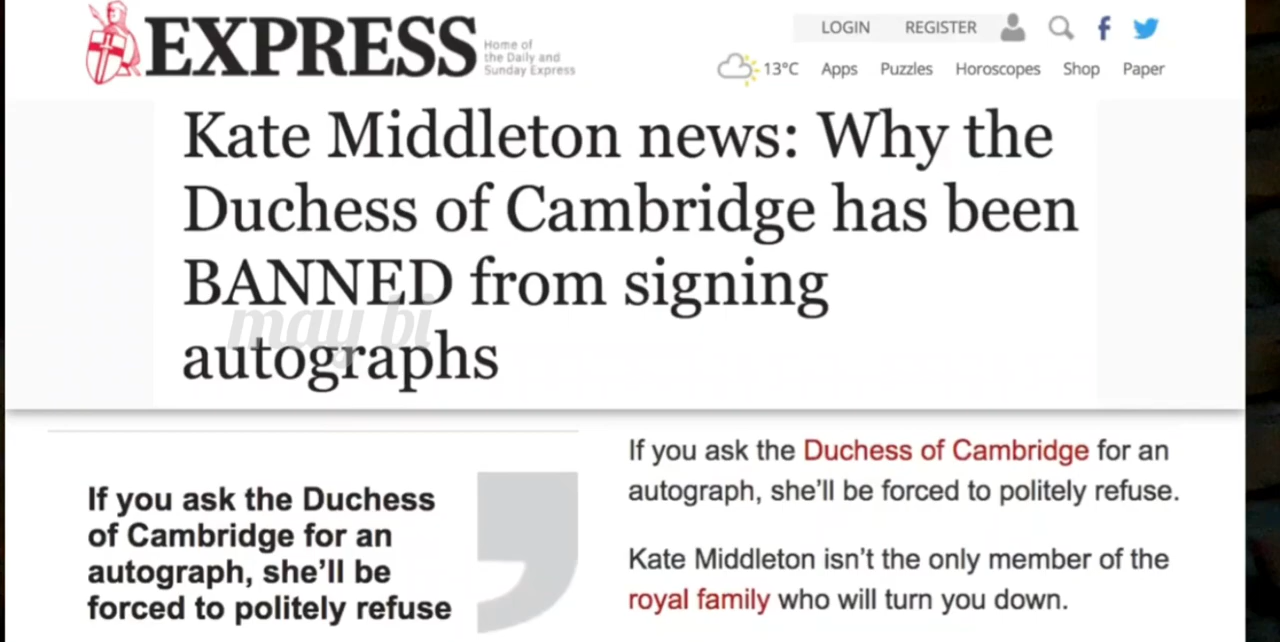 EXPRESS
Home of
the Daily and
Sunday Express
LOGIN REGISTER
13°C Apps Puzzles Horoscopes Shop Paper
Kate Middleton news: Why the
Duchess of Cambridge has been
BANNED from signing
autographs
may bi
If you ask the Duchess
of Cambridge for an
autograph, she’ll be
forced to politely refuse
If you ask the Duchess of Cambridge for an
autograph, she’ll be forced to politely refuse.
Kate Middleton isn’t the only member of the
royal family who will turn you down.